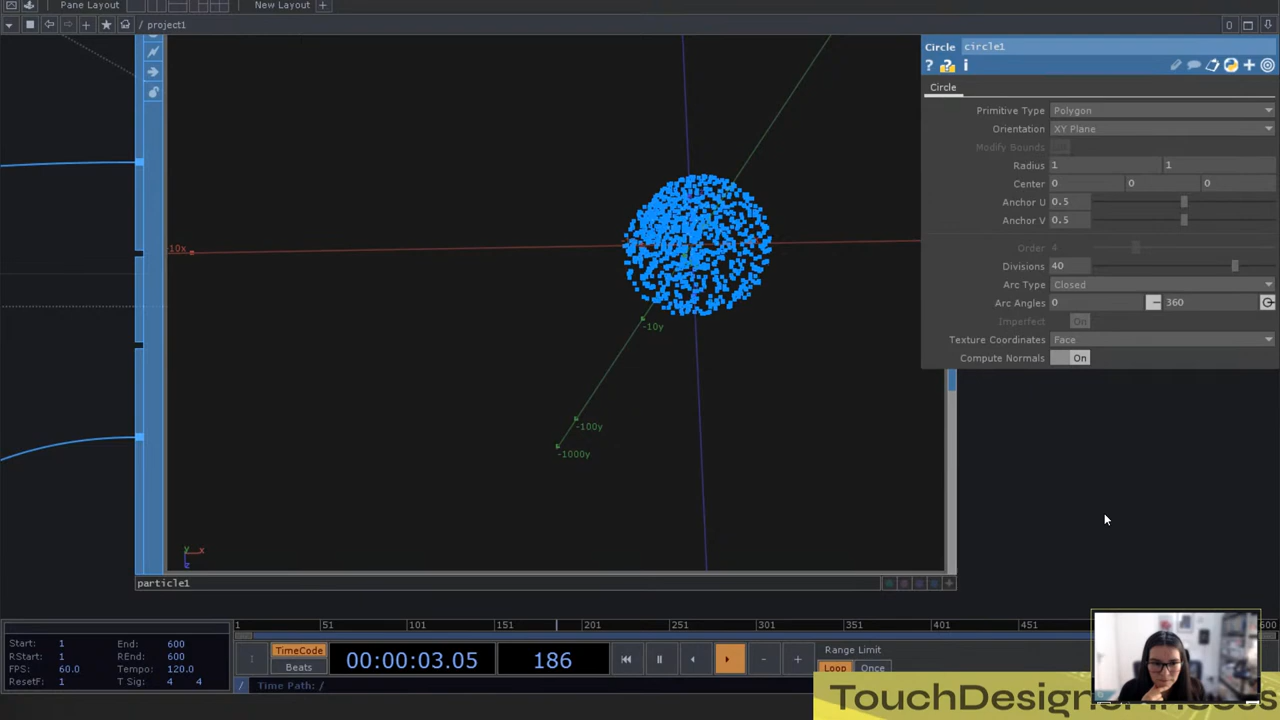 Pane Layout
New Layout +
/ project1
0
Circle circle1
? ? i
Circle
Primitive Type Polygon
Orientation XY Plane
Modify Bounds
Radius 1 1
Center 0 0 0
Anchor U 0.5
Anchor V 0.5
Order 4
Divisions 40
Arc Type Closed
Arc Angles 0 360
Imperfect On
Texture Coordinates Face
Compute Normals On
-10x
-10y
-100y
-1000y
y x
z
particle1
1 51 101 151 201 251 301 351 401 451
Start: 1 End: 600
RStart: 1 REnd: 600
FPS: 60.0 Tempo: 120.0
ResetF: 1 T Sig: 4 4
TimeCode
Beats
00:00:03.05
186
Range Limit
Loop Once
/ Time Path: /